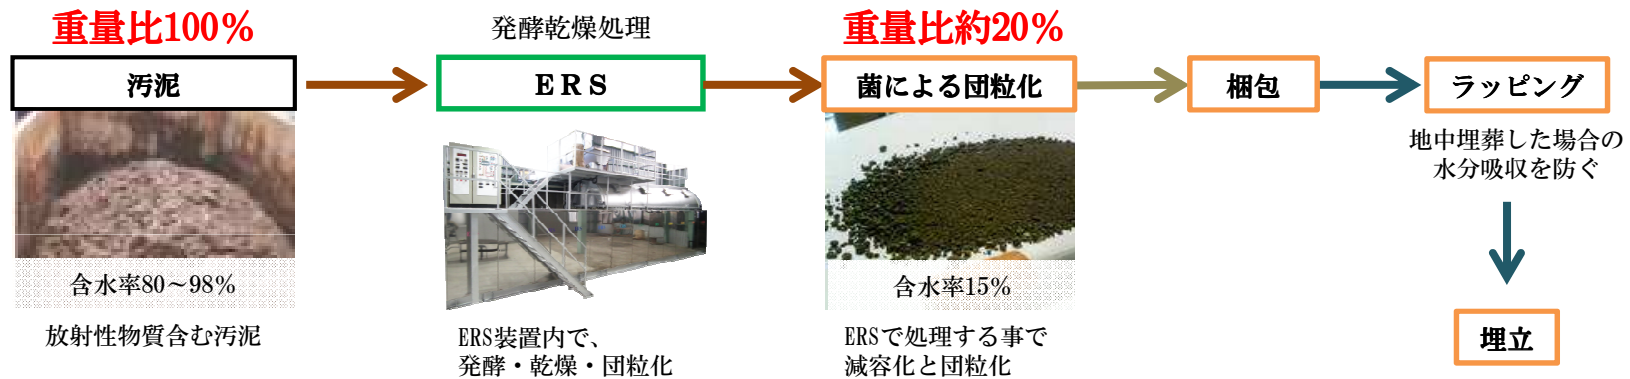 重量比100%
汚泥
含水率80~98%
放射性物質含む汚泥
発酵乾燥処理
ERS
ERS装置内で、
発酵・乾燥・団粒化
重量比約20%
菌による団粒化
含水率15%
ERSで処理する事で
減容化と団粒化
梱包
ラッピング
地中埋葬した場合の
水分吸収を防ぐ
埋立